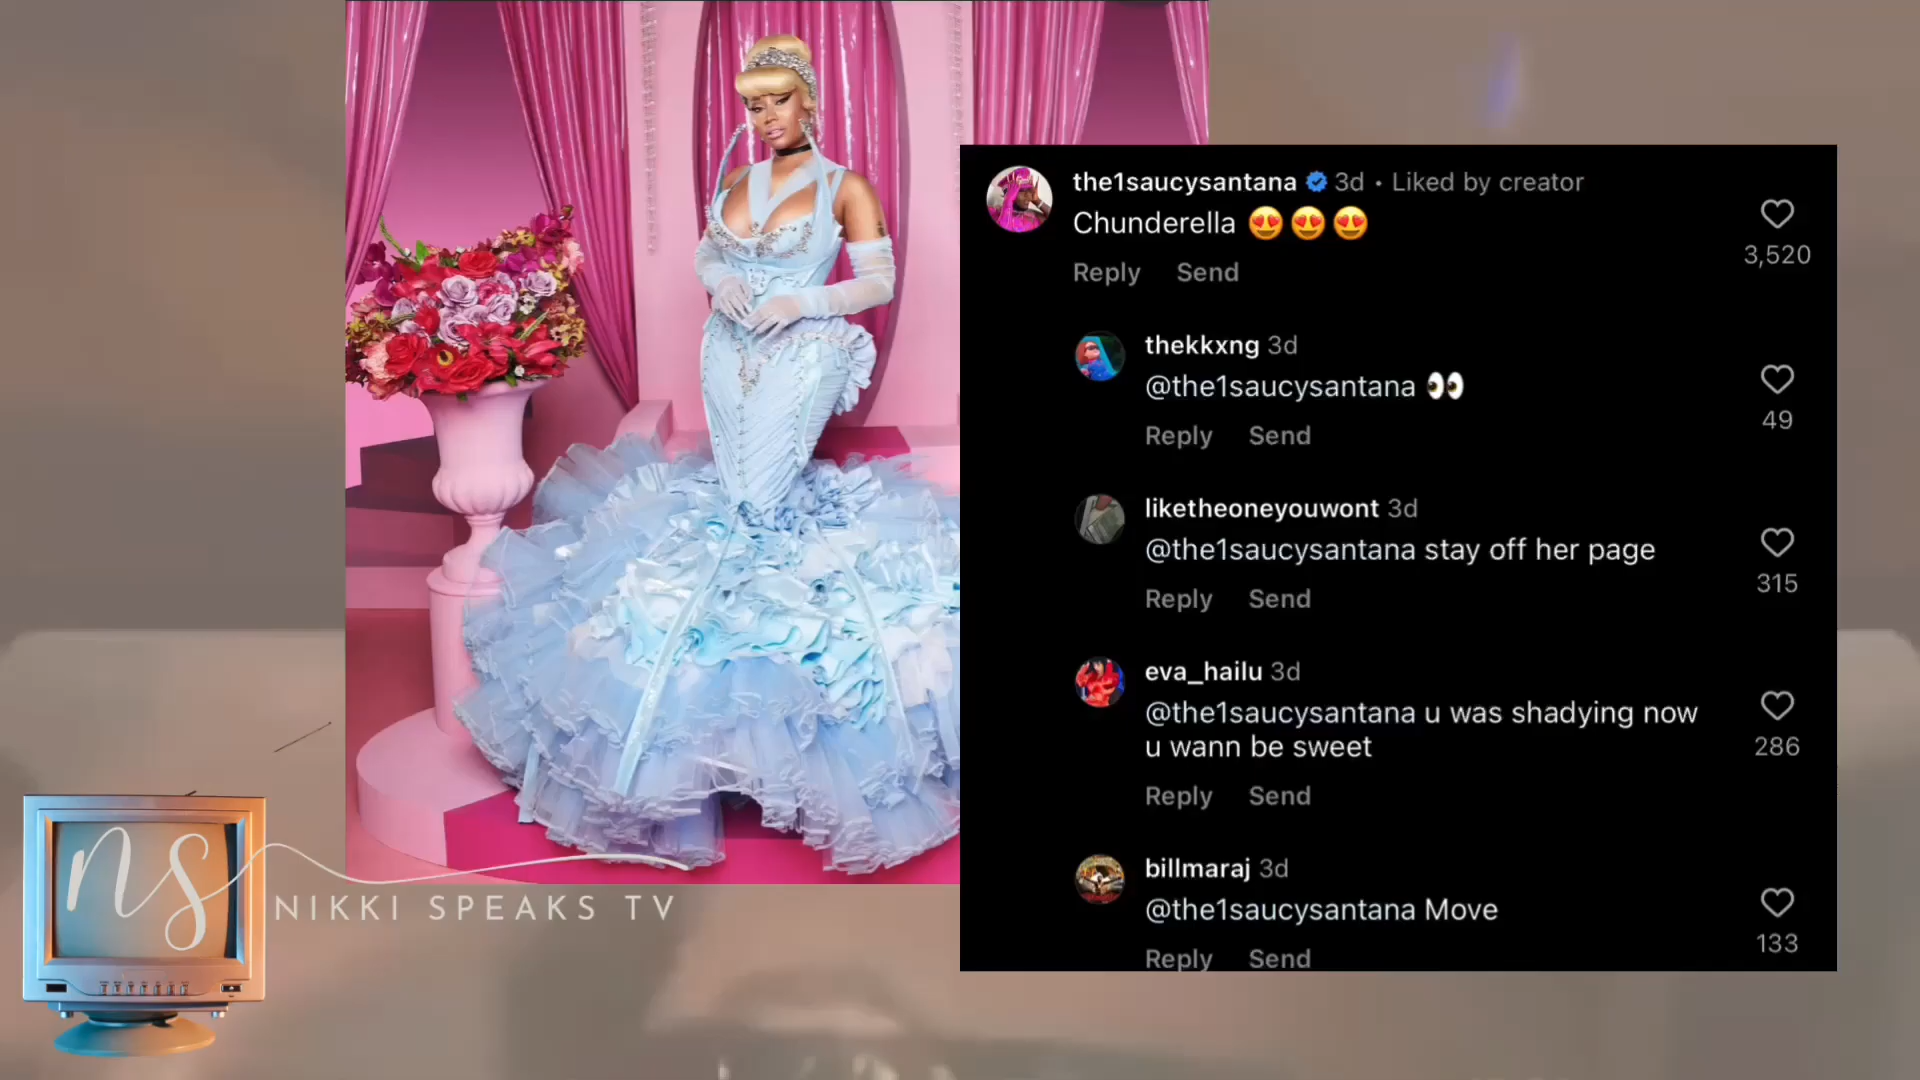 the1saucysantana 3d • Liked by creator
Chunderella 😍😍😍
3,520
Reply Send
thekkxng 3d
@the1saucysantana 👀
49
Reply Send
liketheoneyouwont 3d
@the1saucysantana stay off her page
315
Reply Send
eva_hailu 3d
@the1saucysantana u was shadying now
u wann be sweet
286
Reply Send
billmaraj 3d
@the1saucysantana Move
133
Reply Send
ns
NIKKI SPEAKS TV